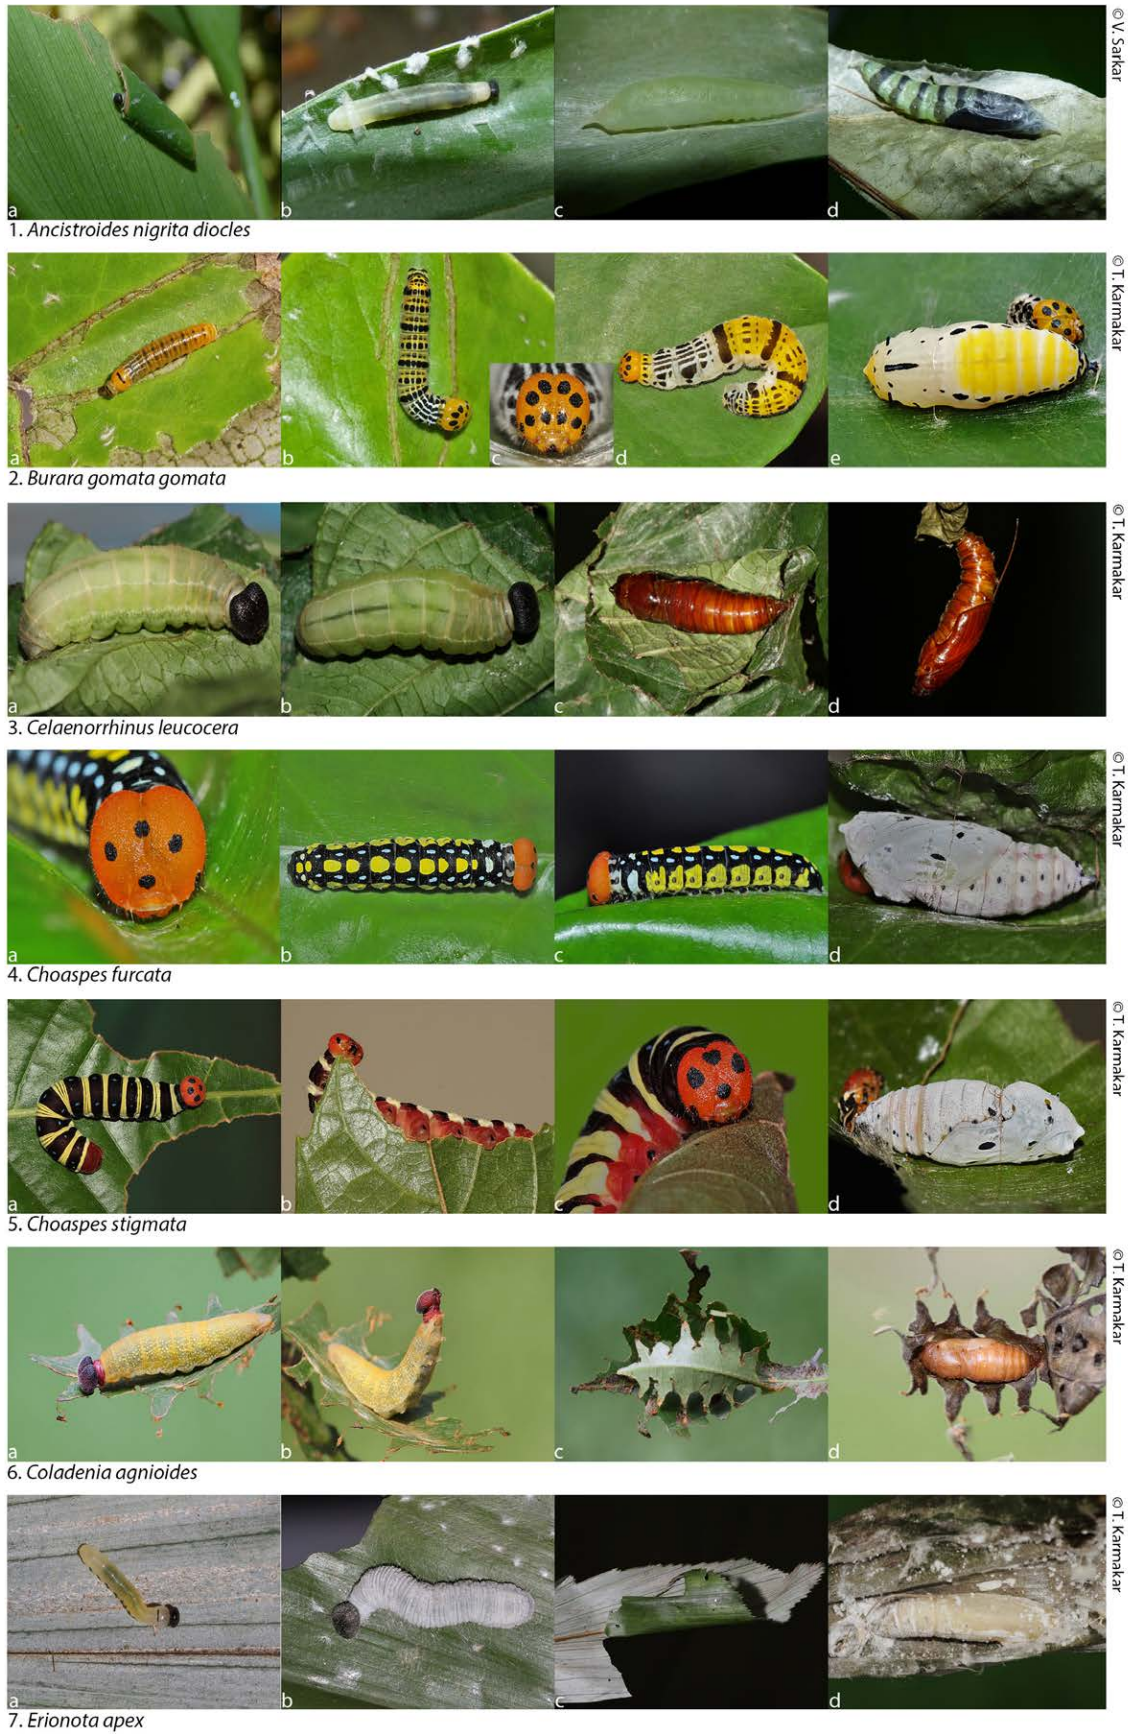 © V. Sarkar
a b c d
1. Ancistroides nigrita diocles
© T. Karmakar
a b c d e
2. Burara gomata gomata
© T. Karmakar
a b c d
3. Celaenorrhinus leucocera
© T. Karmakar
a b c d
4. Choaspes furcata
© T. Karmakar
a b c d
5. Choaspes stigmata
© T. Karmakar
a b c d
6. Coladenia agnioides
© T. Karmakar
a b c d
7. Erionota apex